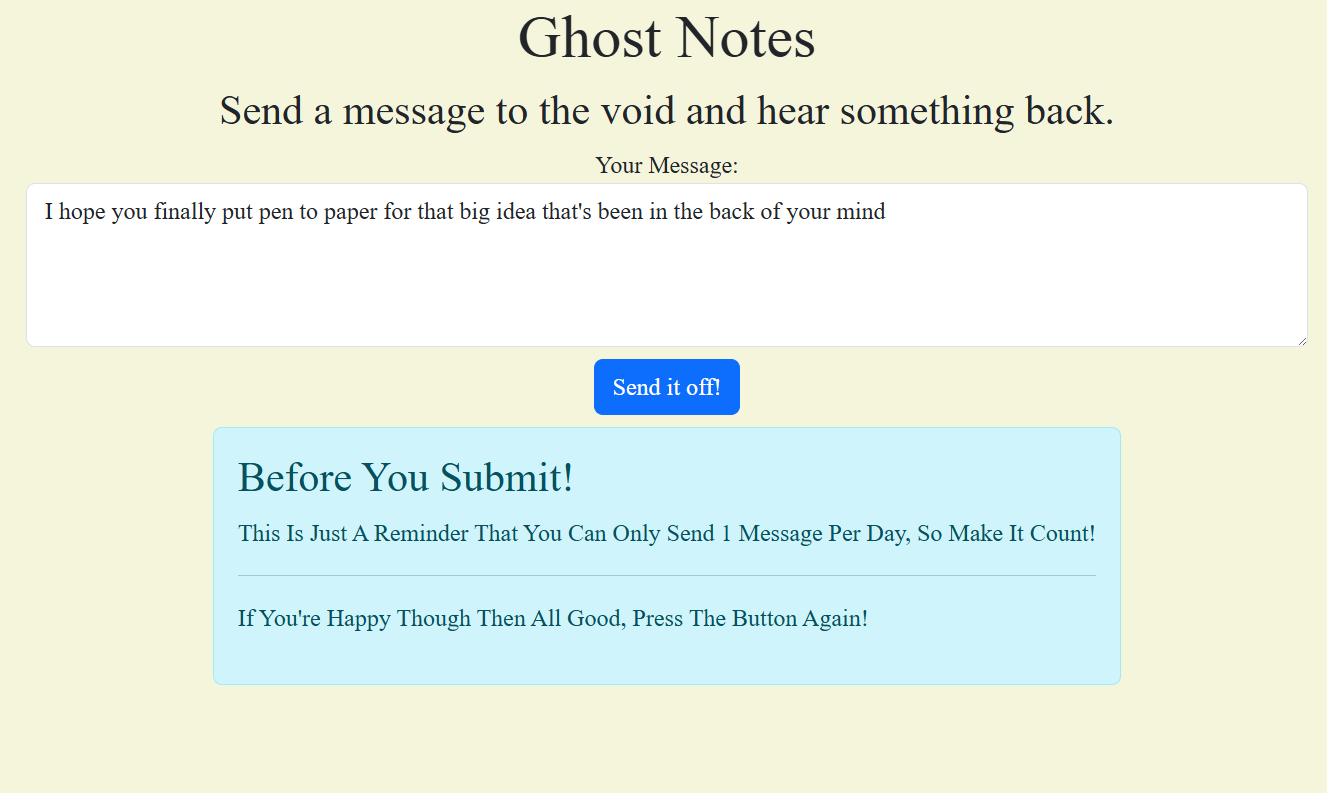 Ghost Notes
Send a message to the void and hear something back.
Your Message:
I hope you finally put pen to paper for that big idea that's been in the back of your mind
Send it off!
Before You Submit!
This Is Just A Reminder That You Can Only Send 1 Message Per Day, So Make It Count!
If You're Happy Though Then All Good, Press The Button Again!